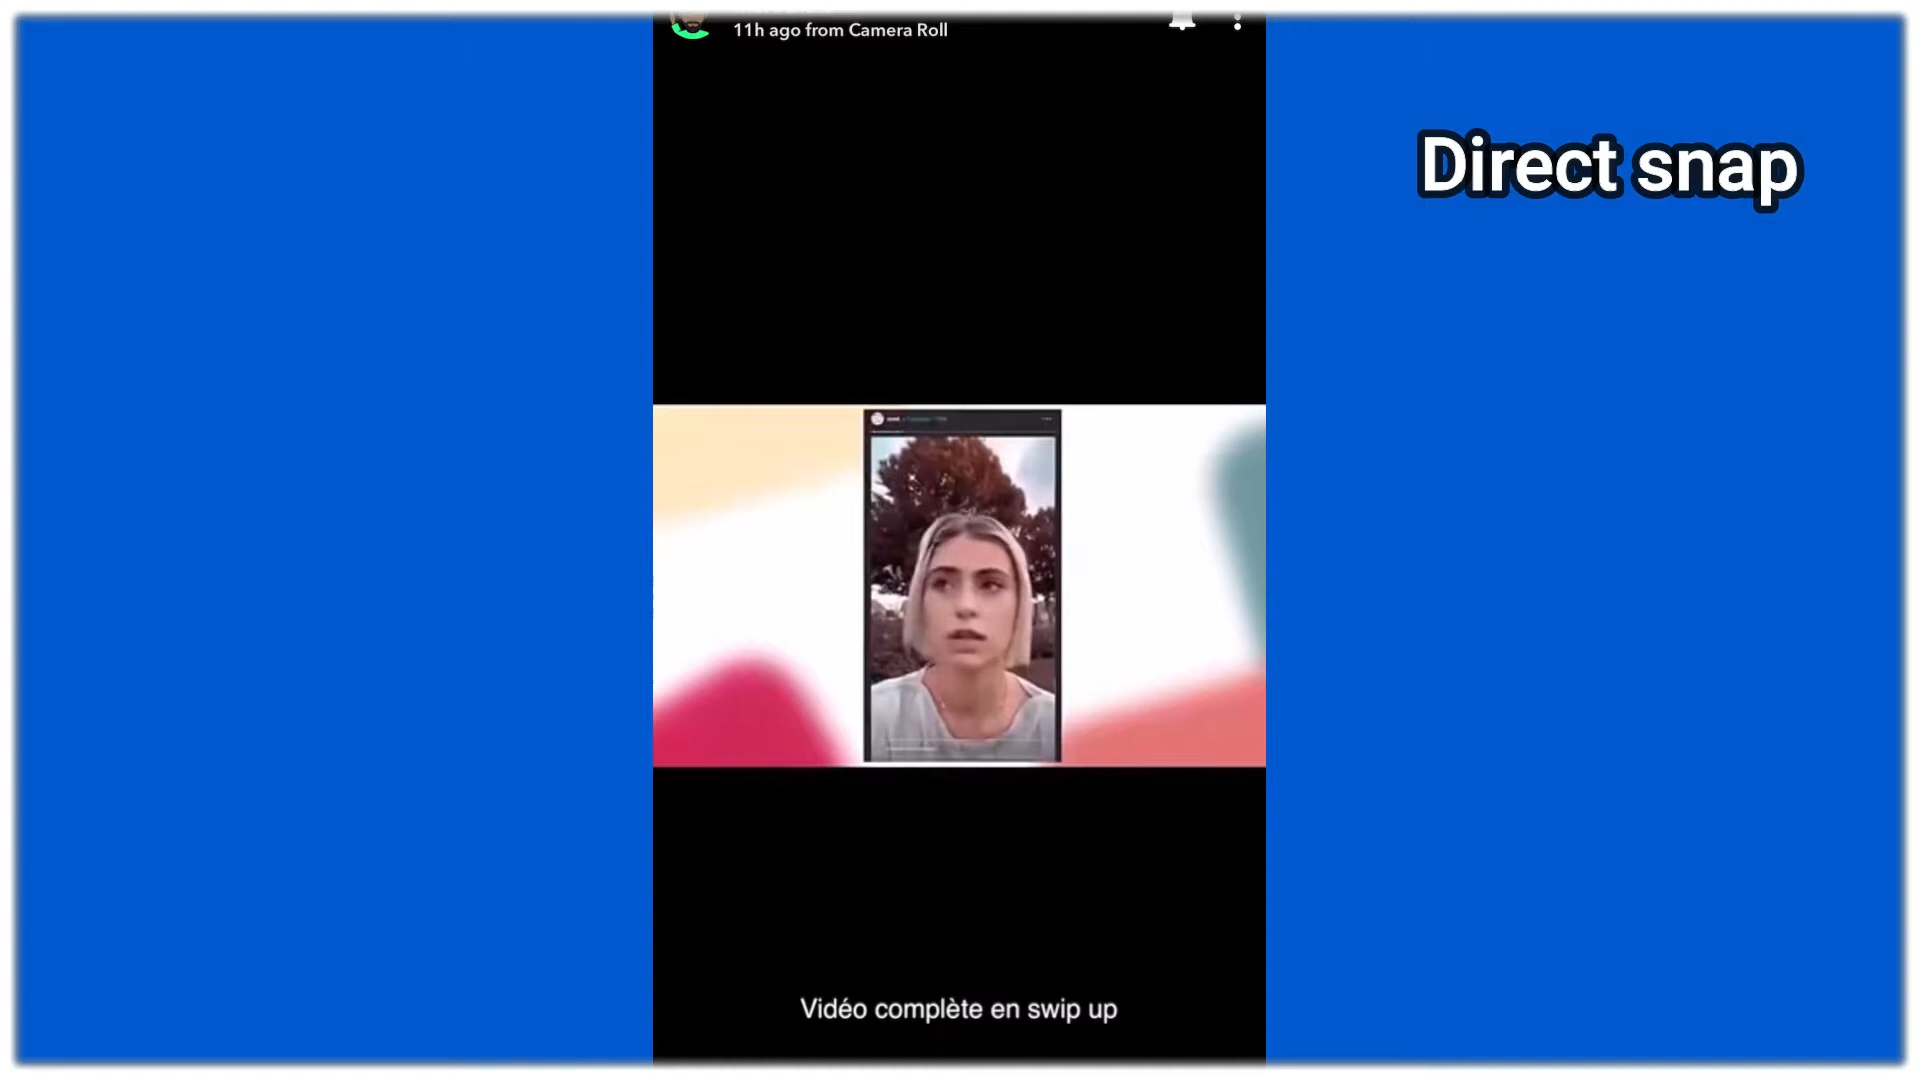 11h ago from Camera Roll
Direct snap
Vidéo complète en swip up